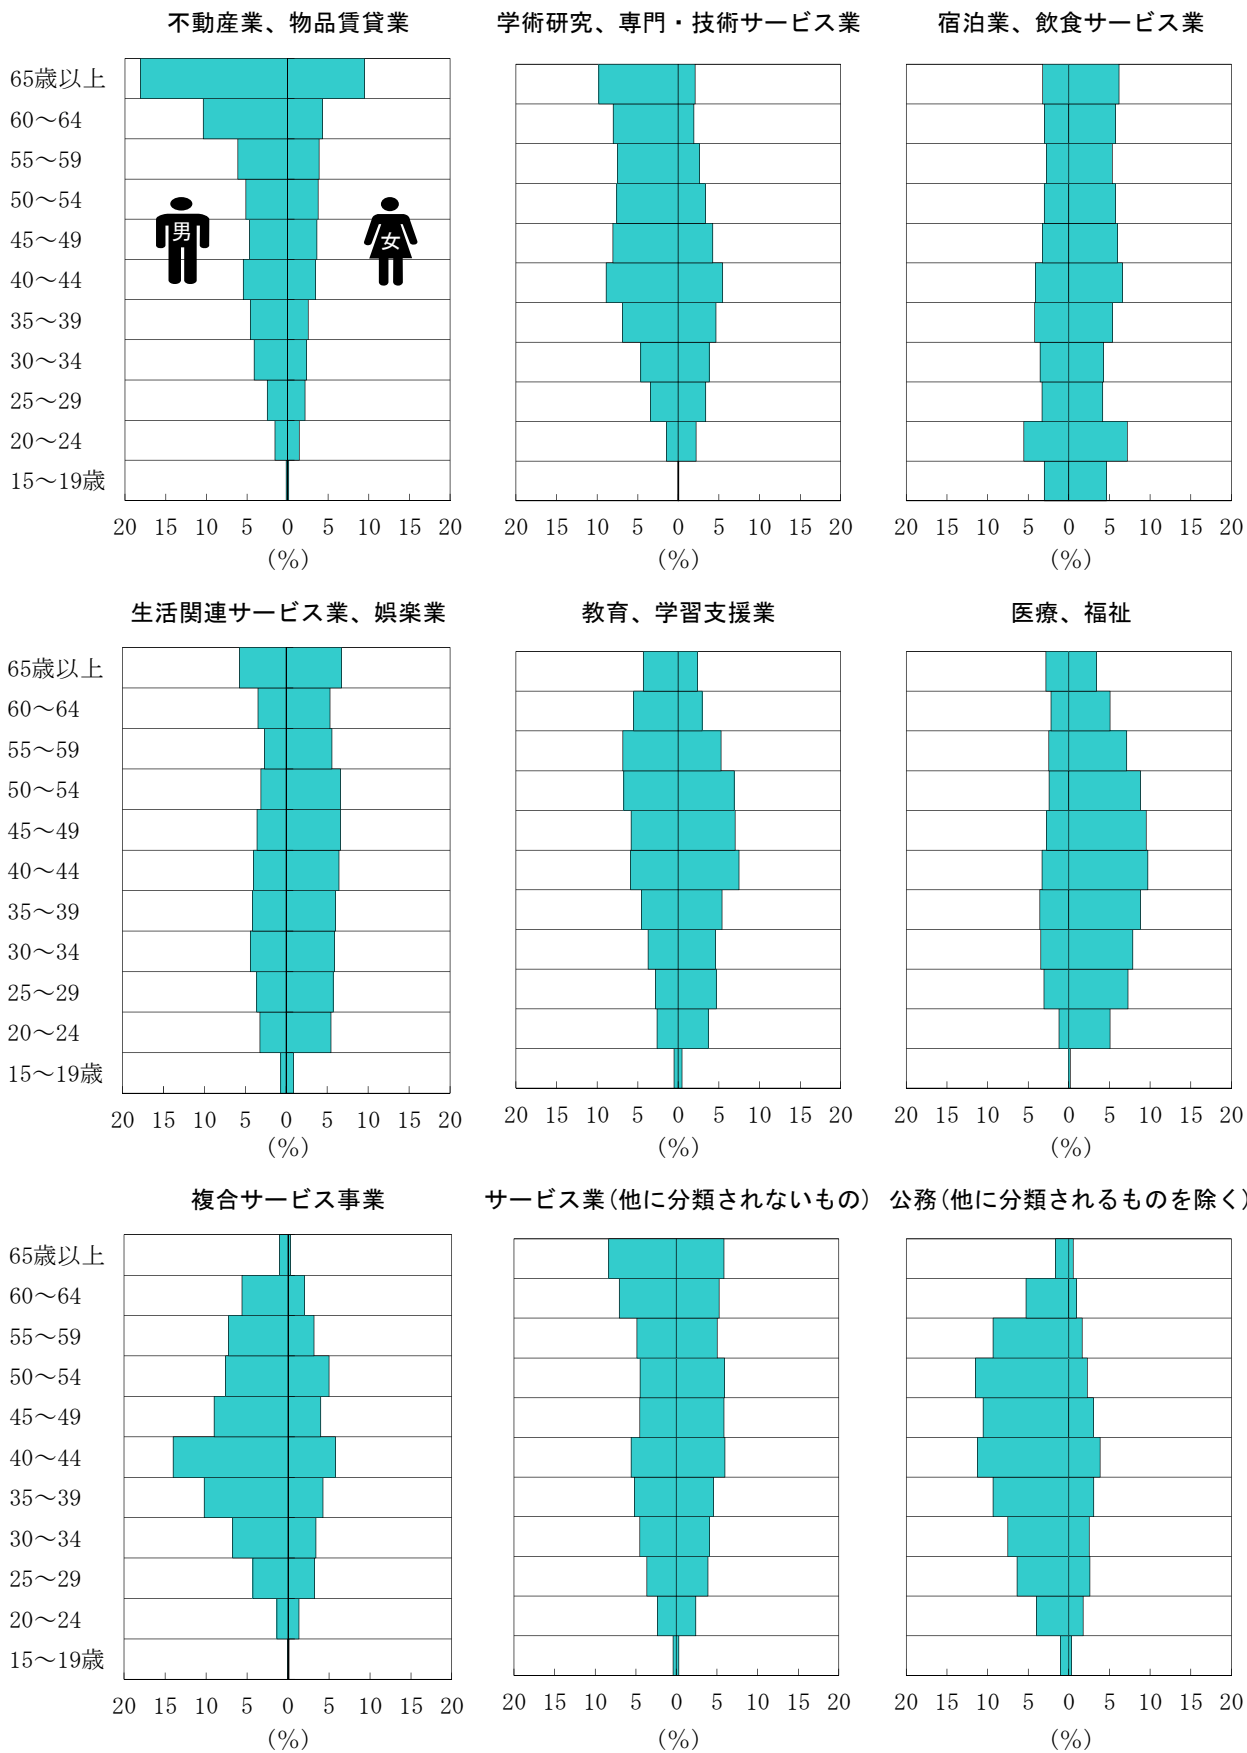 不動産業、物品賃貸業
学術研究、専門・技術サービス業
宿泊業、飲食サービス業
65歳以上
60～64
55～59
50～54
45～49
40～44
35～39
30～34
25～29
20～24
15～19歳
男
女
20 15 10 5 0 5 10 15 20
(%)
20 15 10 5 0 5 10 15 20
(%)
20 15 10 5 0 5 10 15 20
(%)
生活関連サービス業、娯楽業
教育、学習支援業
医療、福祉
65歳以上
60～64
55～59
50～54
45～49
40～44
35～39
30～34
25～29
20～24
15～19歳
20 15 10 5 0 5 10 15 20
(%)
20 15 10 5 0 5 10 15 20
(%)
20 15 10 5 0 5 10 15 20
(%)
複合サービス事業
サービス業(他に分類されないもの)
公務(他に分類されるものを除く)
65歳以上
60～64
55～59
50～54
45～49
40～44
35～39
30～34
25～29
20～24
15～19歳
20 15 10 5 0 5 10 15 20
(%)
20 15 10 5 0 5 10 15 20
(%)
20 15 10 5 0 5 10 15 20
(%)